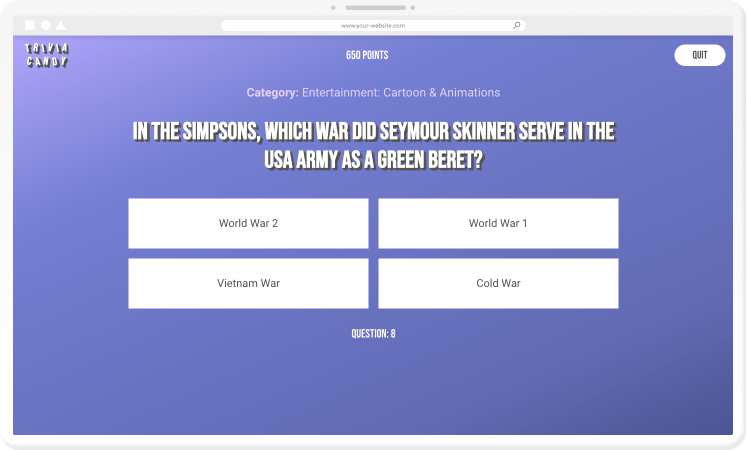 www.your-website.com
TRIVIA
CANDY
650 POINTS
QUIT
Category: Entertainment: Cartoon & Animations
IN THE SIMPSONS, WHICH WAR DID SEYMOUR SKINNER SERVE IN THE
USA ARMY AS A GREEN BERET?
World War 2
World War 1
Vietnam War
Cold War
QUESTION: 8